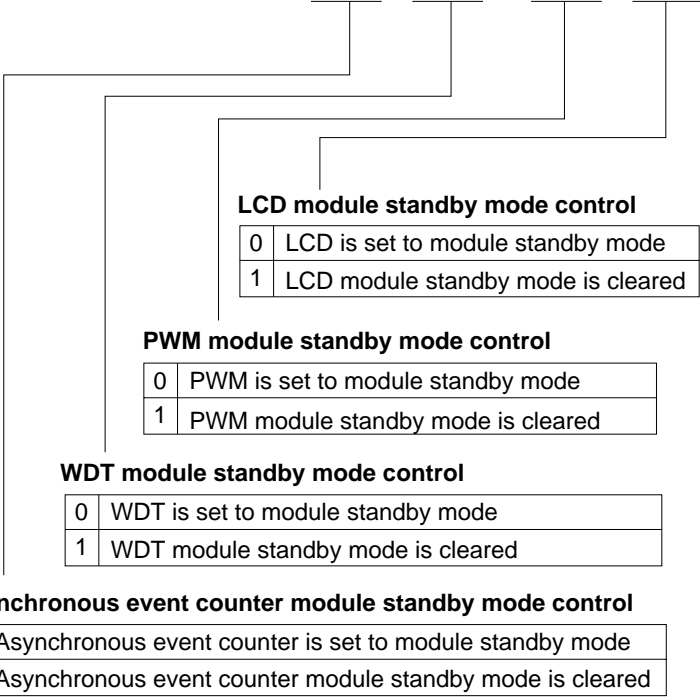 LCD module standby mode control
0 LCD is set to module standby mode
1 LCD module standby mode is cleared
PWM module standby mode control
0 PWM is set to module standby mode
1 PWM module standby mode is cleared
WDT module standby mode control
0 WDT is set to module standby mode
1 WDT module standby mode is cleared
nchronous event counter module standby mode control
Asynchronous event counter is set to module standby mode
Asynchronous event counter module standby mode is cleared